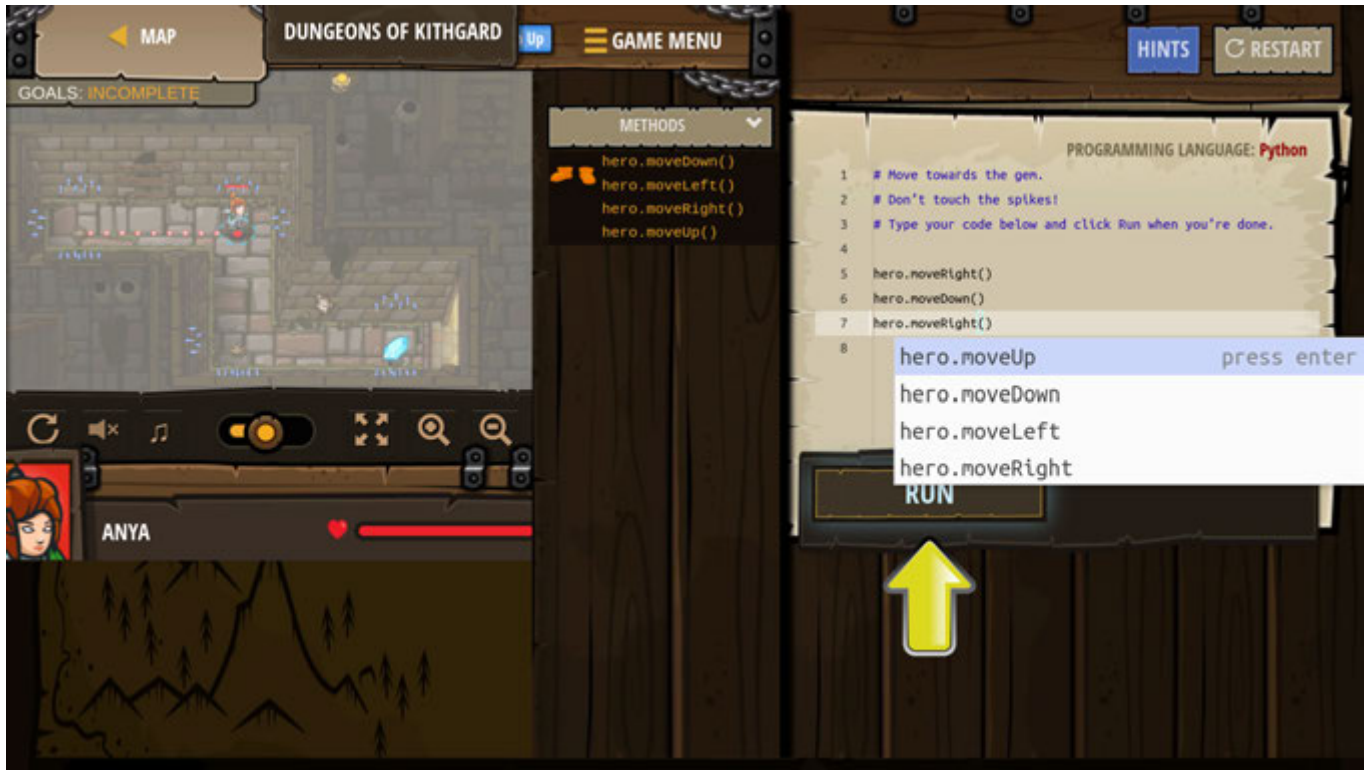 MAP
DUNGEONS OF KITHGARD
Up
GAME MENU
HINTS
RESTART
GOALS: INCOMPLETE
METHODS
hero.moveDown()
hero.moveLeft()
hero.moveRight()
hero.moveUp()
PROGRAMMING LANGUAGE: Python
1 # Move towards the gem.
2 # Don't touch the spikes!
3 # Type your code below and click Run when you're done.
4
5 hero.moveRight()
6 hero.moveDown()
7 hero.moveRight()
8
hero.moveUp press enter
hero.moveDown
hero.moveLeft
hero.moveRight
RUN
ANYA